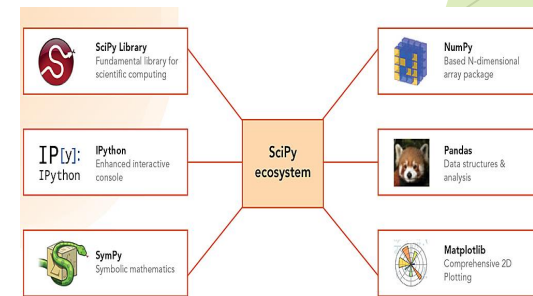 SciPy Library
Fundamental library for
scientific computing
NumPy
Based N-dimensional
array package
IP[y]:
IPython
IPython
Enhanced interactive
console
SciPy
ecosystem
Pandas
Data structures &
analysis
SymPy
Symbolic mathematics
Matplotlib
Comprehensive 2D
Plotting